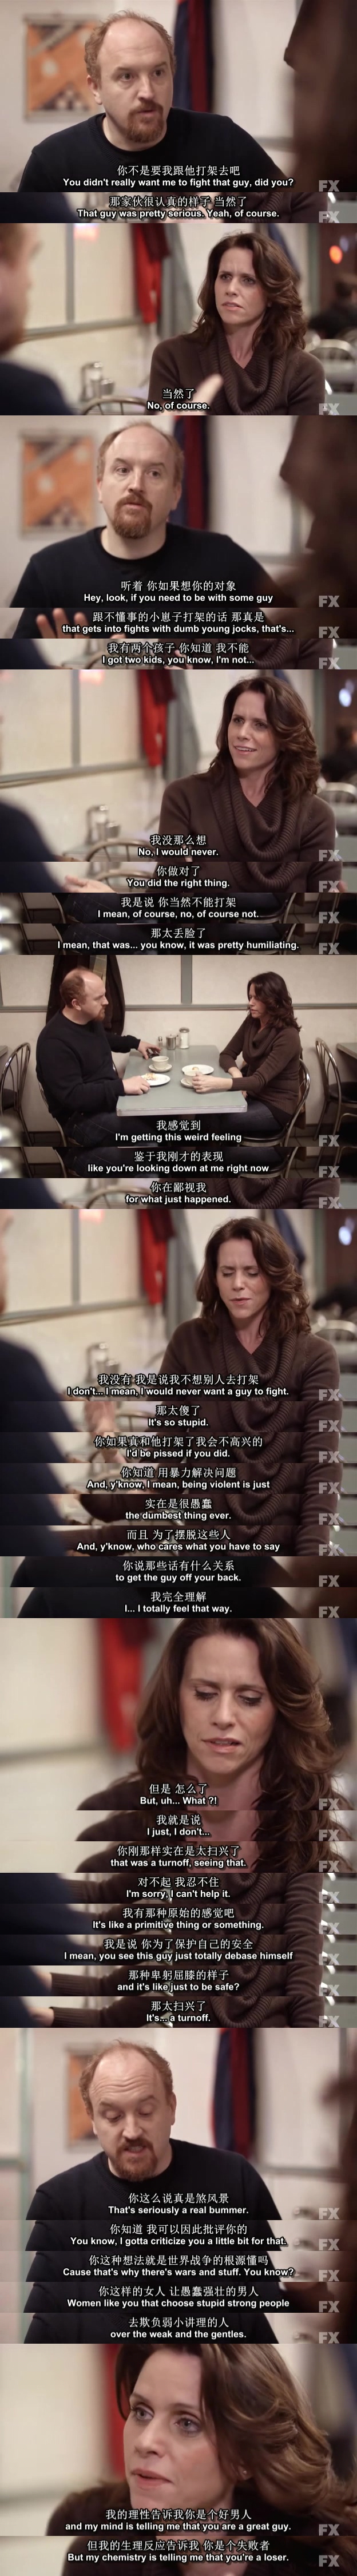 你不是要我跟他打架去吧
You didn't really want me to fight that guy, did you?
FX
那家伙很认真的样子 当然了
That guy was pretty serious. Yeah, of course.
FX
当然了
No, of course.
FX
听着 你如果想你的对象
Hey, look, if you need to be with some guy
FX
跟不懂事的小崽子打架的话 那真是
that gets into fights with dumb young jocks, that's...
FX
我有两个孩子 你知道 我不能
I got two kids, you know, I'm not...
FX
我没那么想
No, I would never.
FX
你做对了
You did the right thing.
FX
我是说 你当然不能打架
I mean, of course, no, of course not.
FX
那太丢脸了
I mean, that was... you know, it was pretty humiliating.
FX
我感觉到
I'm getting this weird feeling
FX
鉴于我刚才的表现
like you're looking down at me right now
FX
你在鄙视我
for what just happened.
FX
我没有 我是说我不想别人去打架
I don't... I mean, I would never want a guy to fight.
FX
那太傻了
It's so stupid.
FX
你如果真和他打架了我会不高兴的
I'd be pissed if you did.
FX
你知道 用暴力解决问题
And, y'know, I mean, being violent is just
FX
实在是很愚蠢
the dumbest thing ever.
FX
而且 为了摆脱这些人
And, y'know, who cares what you have to say
FX
你说那些话有什么关系
to get the guy off your back.
FX
我完全理解
I... I totally feel that way.
FX
但是 怎么了
But, uh... What ?!
FX
我就是说
I just, I don't...
FX
你刚那样实在是太扫兴了
that was a turnoff, seeing that.
FX
对不起 我忍不住
I'm sorry, I can't help it.
FX
我有那种原始的感觉吧
It's like a primitive thing or something.
FX
我是说 你为了保护自己的安全
I mean, you see this guy just totally debase himself
FX
那种卑躬屈膝的样子
and it's like just to be safe?
FX
那太扫兴了
It's... a turnoff.
FX
你这么说真是煞风景
That's seriously a real bummer.
FX
你知道 我可以因此批评你的
You know, I gotta criticize you a little bit for that.
FX
你这种想法就是世界战争的根源懂吗
Cause that's why there's wars and stuff. You know?
FX
你这样的女人 让愚蠢强壮的男人
Women like you that choose stupid strong people
FX
去欺负弱小讲理的人
over the weak and the gentles.
FX
我的理性告诉我你是个好男人
and my mind is telling me that you are a great guy.
FX
但我的生理反应告诉我 你是个失败者
But my chemistry is telling me that you're a loser.
FX